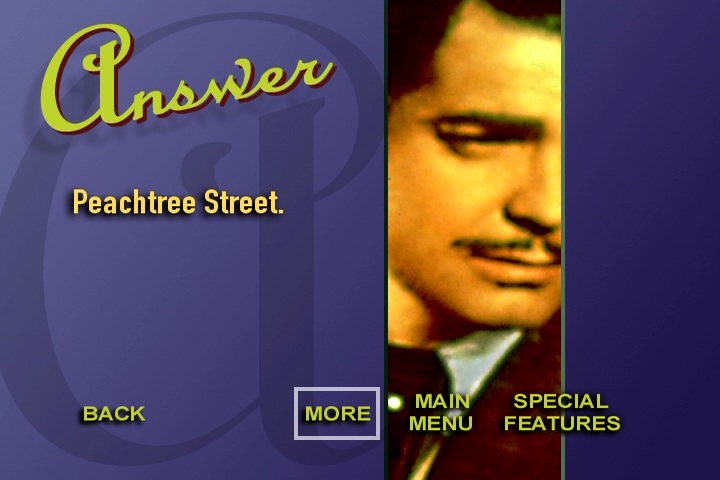 Answer
Peachtree Street.
BACK
MORE
MAIN
MENU
SPECIAL
FEATURES